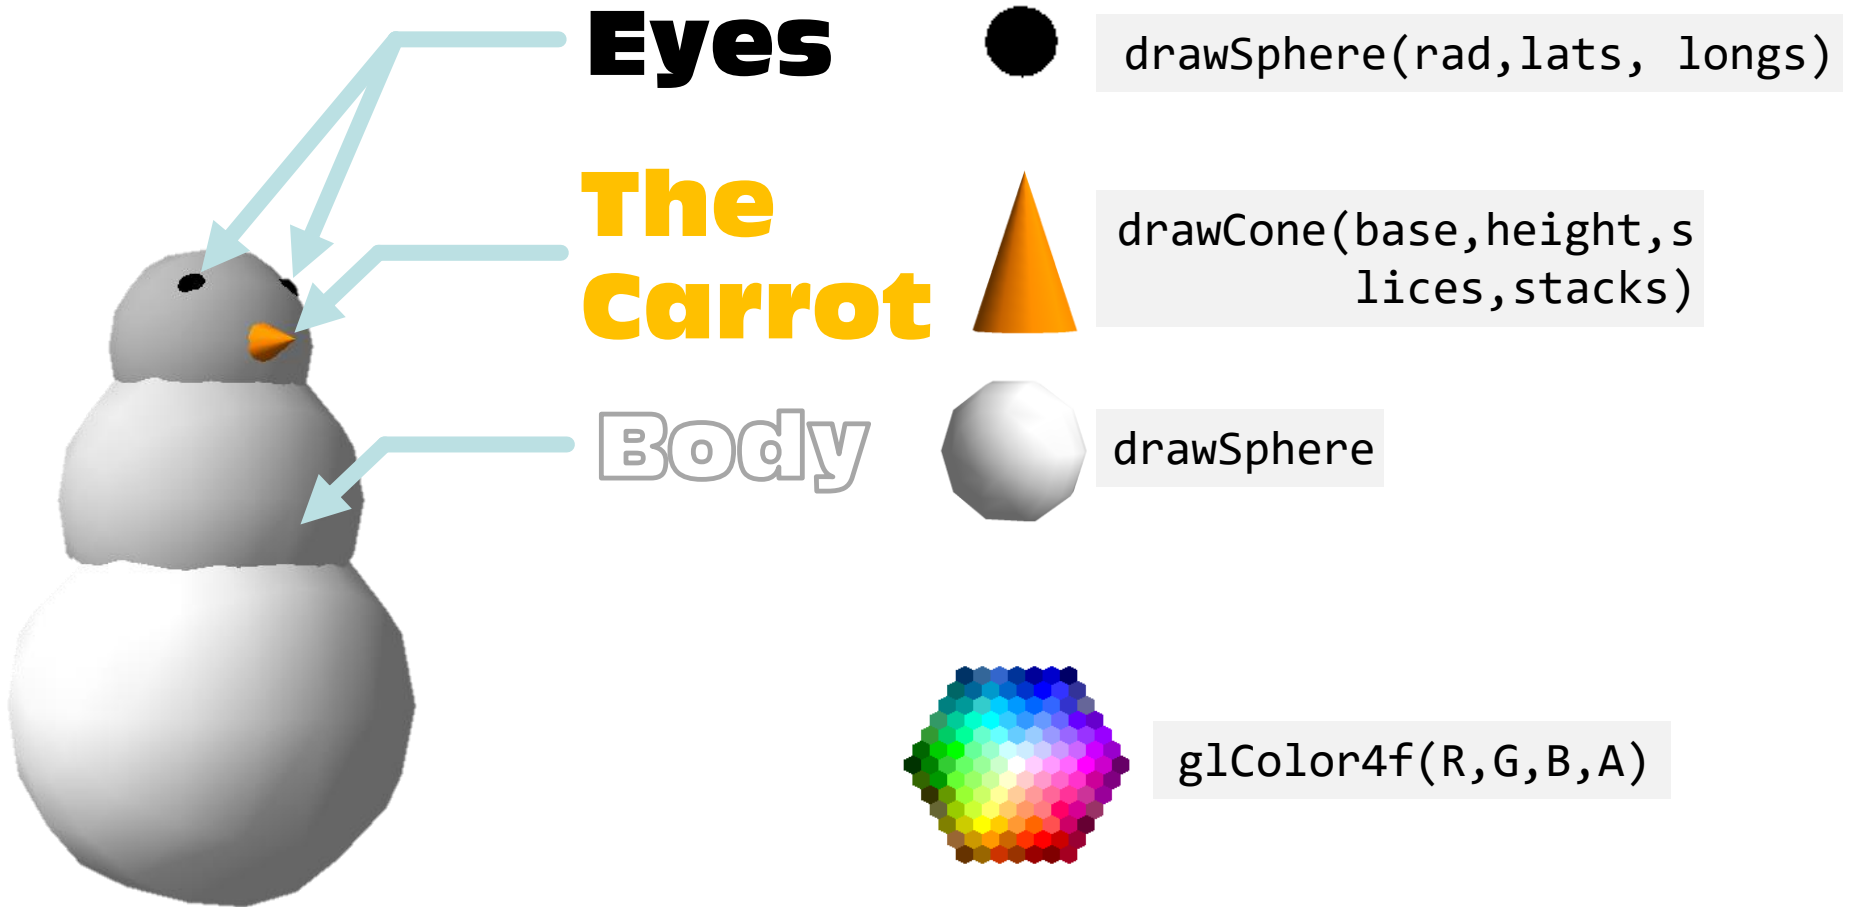 Eyes
drawSphere(rad,lats, longs)
The
Carrot
drawCone(base,height,s
lices,stacks)
Body
drawSphere
glColor4f(R,G,B,A)